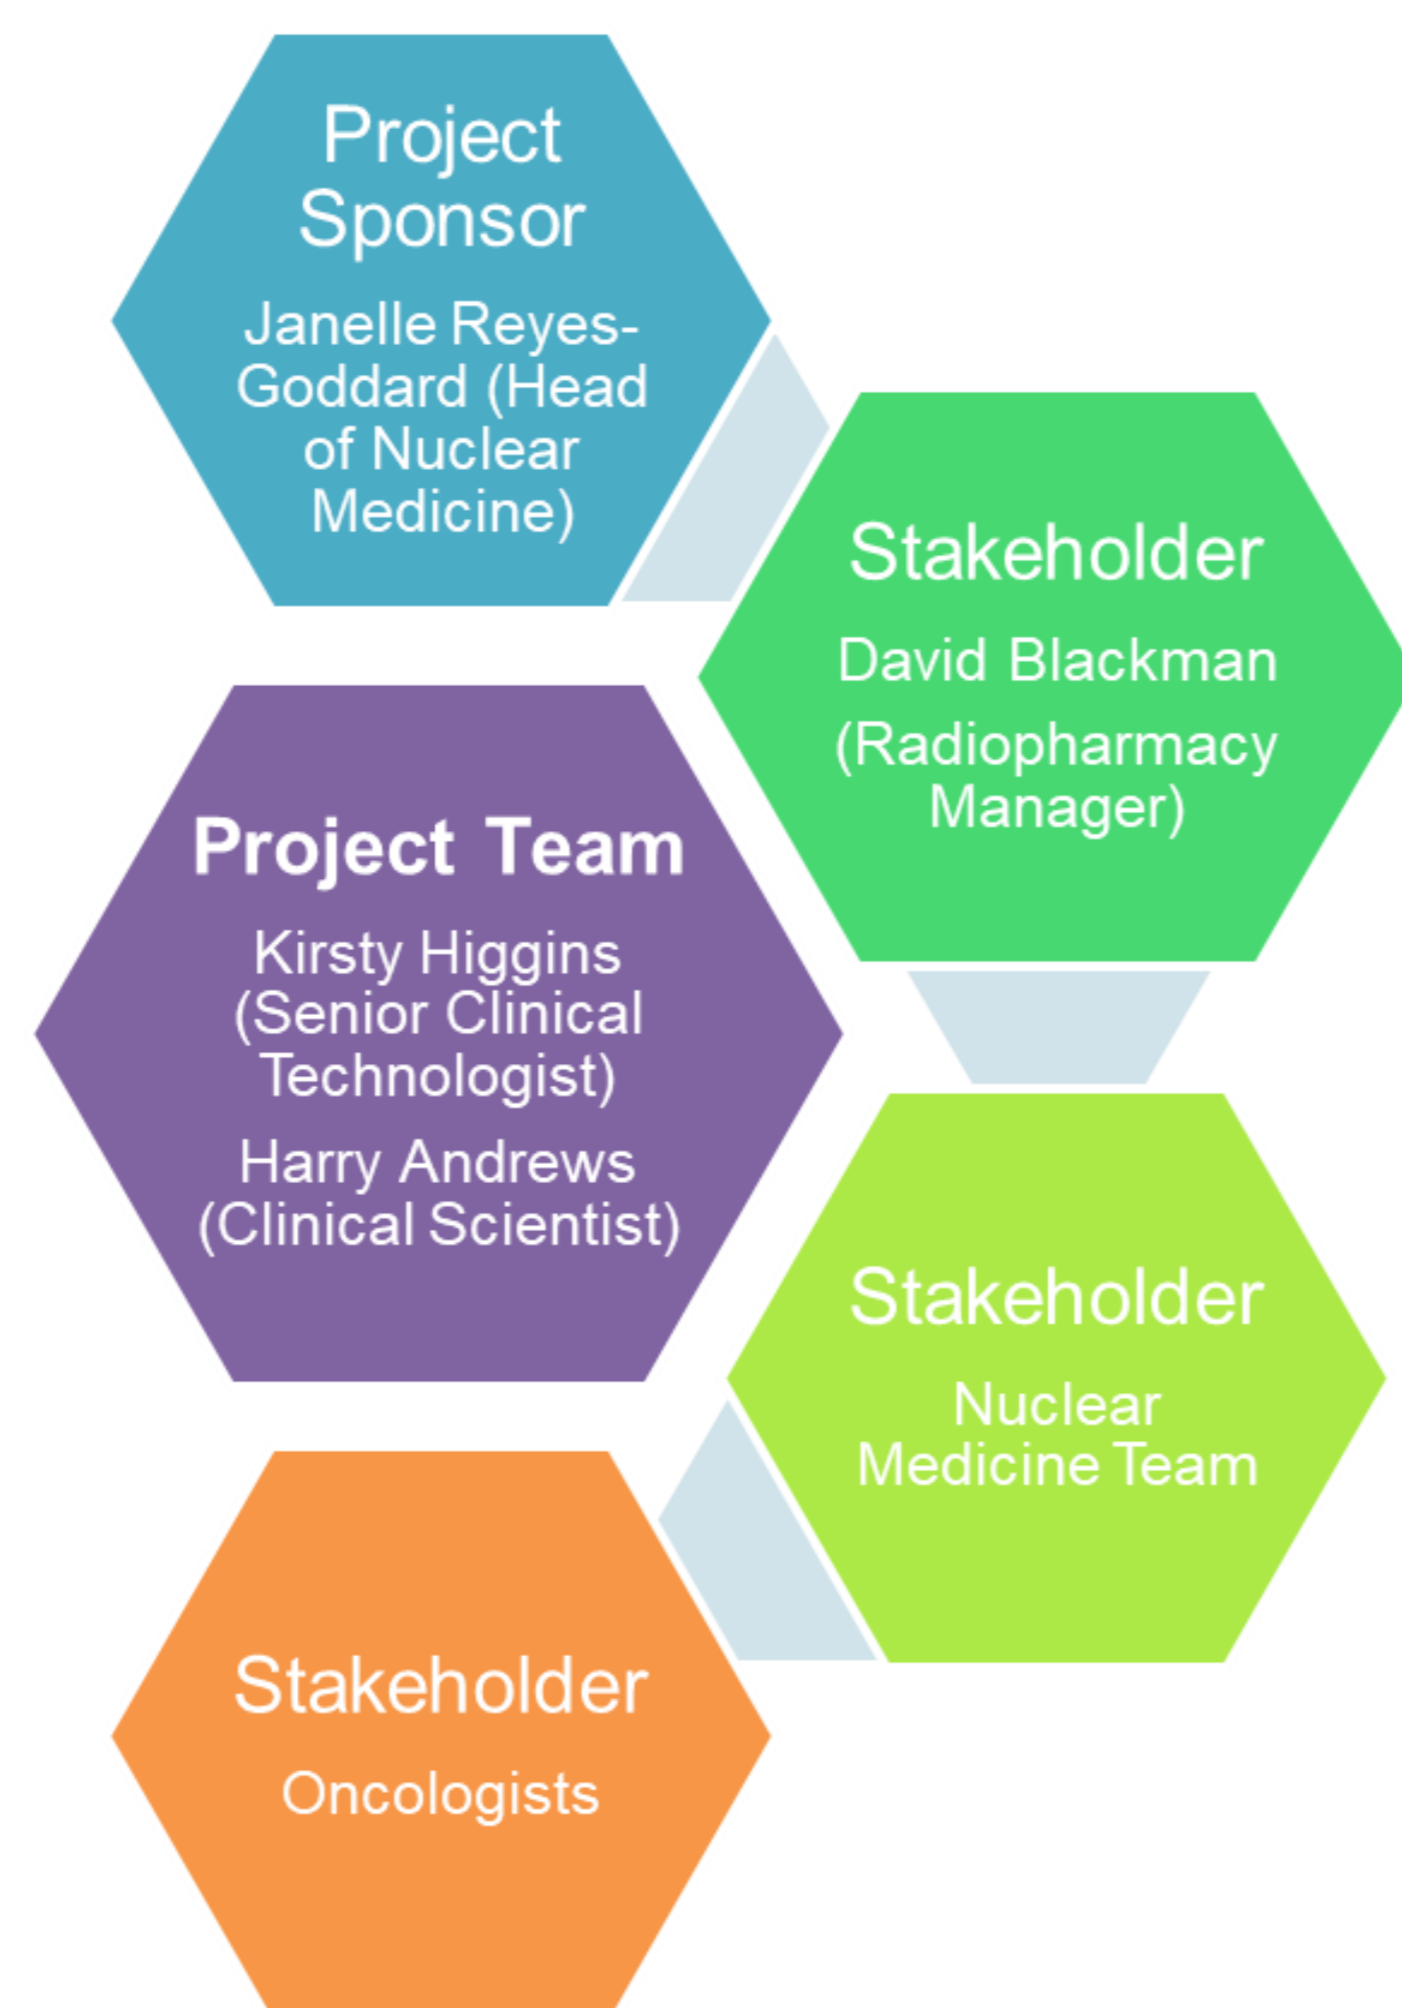 Project
Sponsor
Janelle Reyes-
Goddard (Head
of Nuclear
Medicine)
Stakeholder
David Blackman
(Radiopharmacy
Manager)
Project Team
Kirsty Higgins
(Senior Clinical
Technologist)
Harry Andrews
(Clinical Scientist)
Stakeholder
Nuclear
Medicine Team
Stakeholder
Oncologists